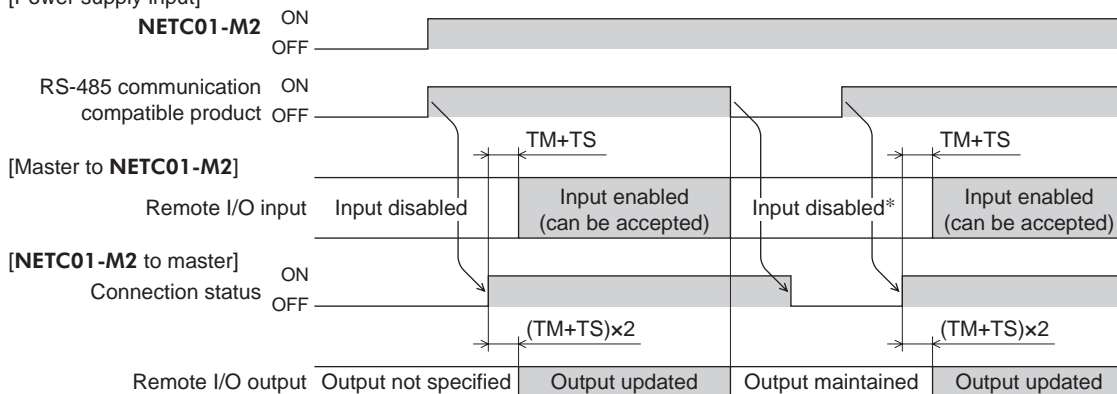 [Power supply input]
NETC01-M2 ON
OFF
RS-485 communication ON
compatible product OFF
TM+TS TM+TS
[Master to NETC01-M2]
Remote I/O input Input disabled Input enabled Input disabled* Input enabled
(can be accepted) (can be accepted)
[NETC01-M2 to master]
ON
Connection status
OFF
(TM+TS)×2 (TM+TS)×2
Remote I/O output Output not specified Output updated Output maintained Output updated